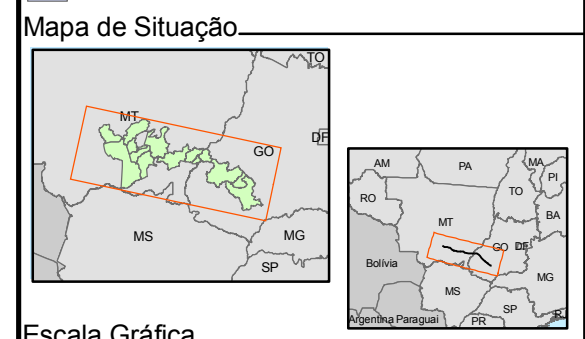 Mapa de Situação
TO
MT
DF
GO
MS
MG
SP
AM
PA
MA
PI
RO
TO
BA
MT
GO
DF
Bolívia
MG
MS
SP
Argentina
Paraguai
PR
RJ
Escala Gráfica